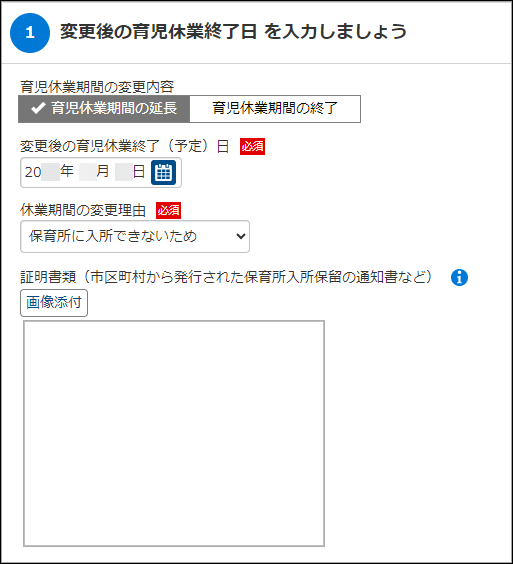 1 変更後の育児休業終了日 を入力しましょう
育児休業期間の変更内容
育児休業期間の延長 育児休業期間の終了
変更後の育児休業終了（予定）日 必須
20 年 月 日
休業期間の変更理由 必須
保育所に入所できないため
証明書類（市区町村から発行された保育所入所保留の通知書など）
画像添付